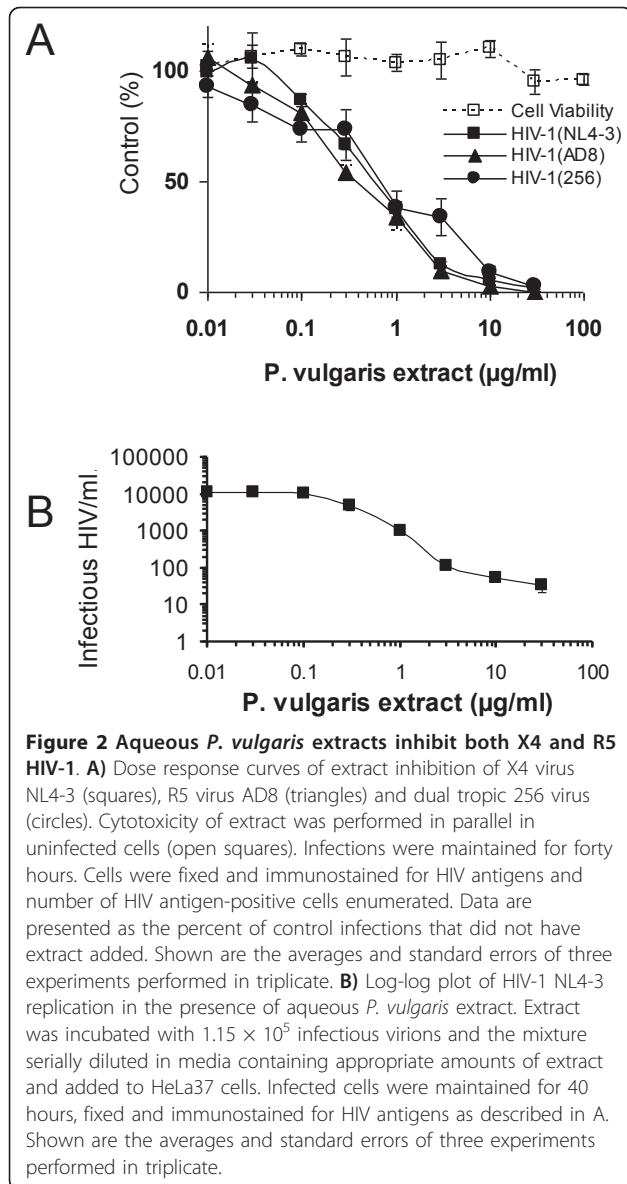 A
100
50
0
Control (%)
Cell Viability
HIV-1(NL4-3)
HIV-1(AD8)
HIV-1(256)
0.01 0.1 1 10 100
P. vulgaris extract (µg/ml)
B
100000
10000
1000
100
10
1
Infectious HIV/ml.
0.01 0.1 1 10 100
P. vulgaris extract (µg/ml)
Figure 2 Aqueous P. vulgaris extracts inhibit both X4 and R5
HIV-1. A) Dose response curves of extract inhibition of X4 virus
NL4-3 (squares), R5 virus AD8 (triangles) and dual tropic 256 virus
(circles). Cytotoxicity of extract was performed in parallel in
uninfected cells (open squares). Infections were maintained for forty
hours. Cells were fixed and immunostained for HIV antigens and
number of HIV antigen-positive cells enumerated. Data are
presented as the percent of control infections that did not have
extract added. Shown are the averages and standard errors of three
experiments performed in triplicate. B) Log-log plot of HIV-1 NL4-3
replication in the presence of aqueous P. vulgaris extract. Extract
was incubated with 1.15 × 10⁵ infectious virions and the mixture
serially diluted in media containing appropriate amounts of extract
and added to HeLa37 cells. Infected cells were maintained for 40
hours, fixed and immunostained for HIV antigens as described in A.
Shown are the averages and standard errors of three experiments
performed in triplicate.